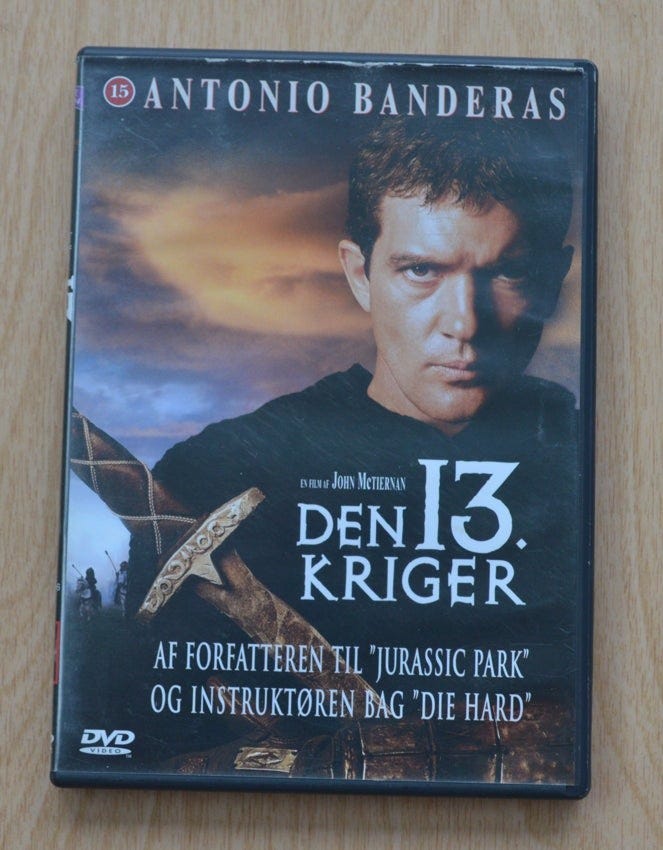 15 ANTONIO BANDERAS
EN FILM AF JOHN McTIERNAN
DEN 13.
KRIGER
AF FORFATTEREN TIL "JURASSIC PARK"
OG INSTRUKTØREN BAG "DIE HARD"
DVD
VIDEO
TM